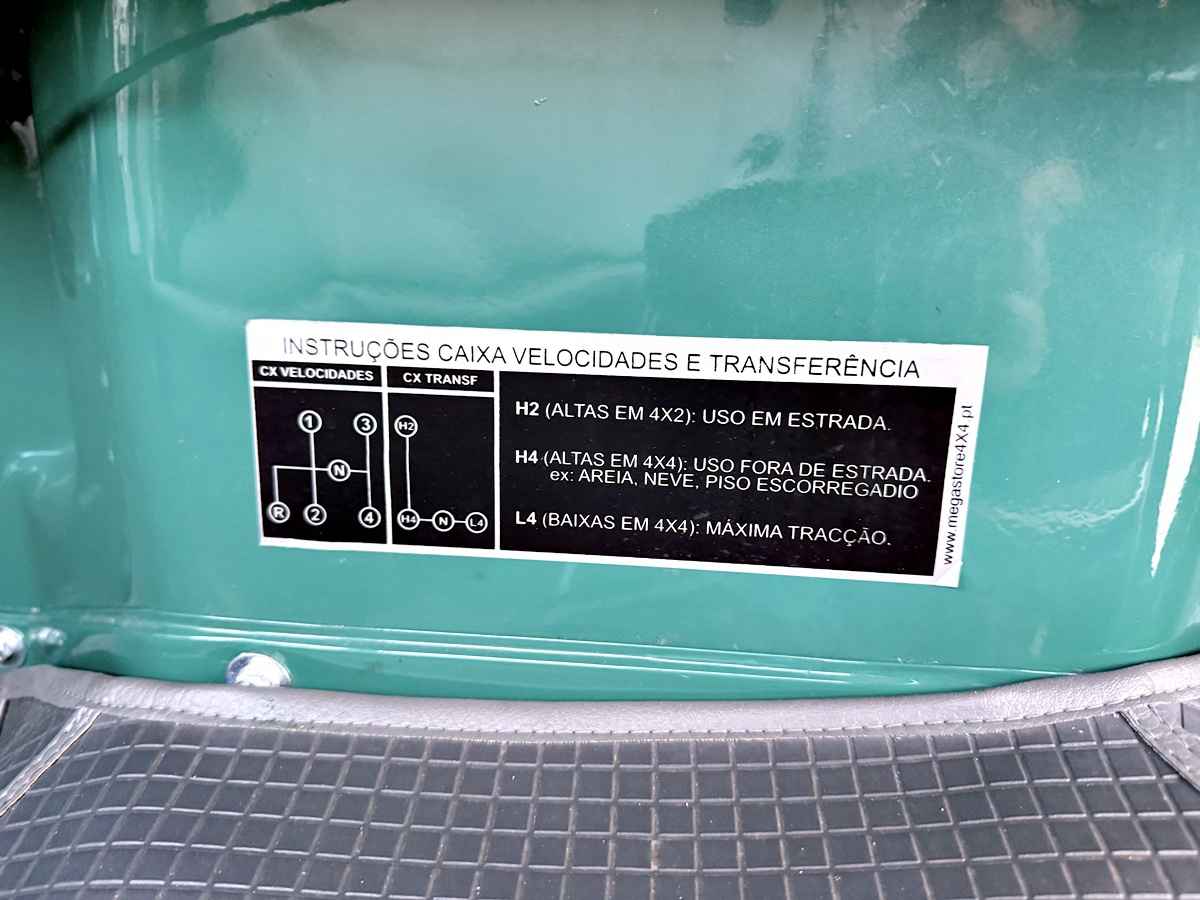 INSTRUÇÕES CAIXA VELOCIDADES E TRANSFERÊNCIA
CX VELOCIDADES
1 3
N
R 2 4
CX TRANSF
H2
H4 N L4
H2 (ALTAS EM 4X2): USO EM ESTRADA.
H4 (ALTAS EM 4X4): USO FORA DE ESTRADA.
ex: AREIA, NEVE, PISO ESCORREGADIO
L4 (BAIXAS EM 4X4): MÁXIMA TRACÇÃO.
www.megastore4X4.pt